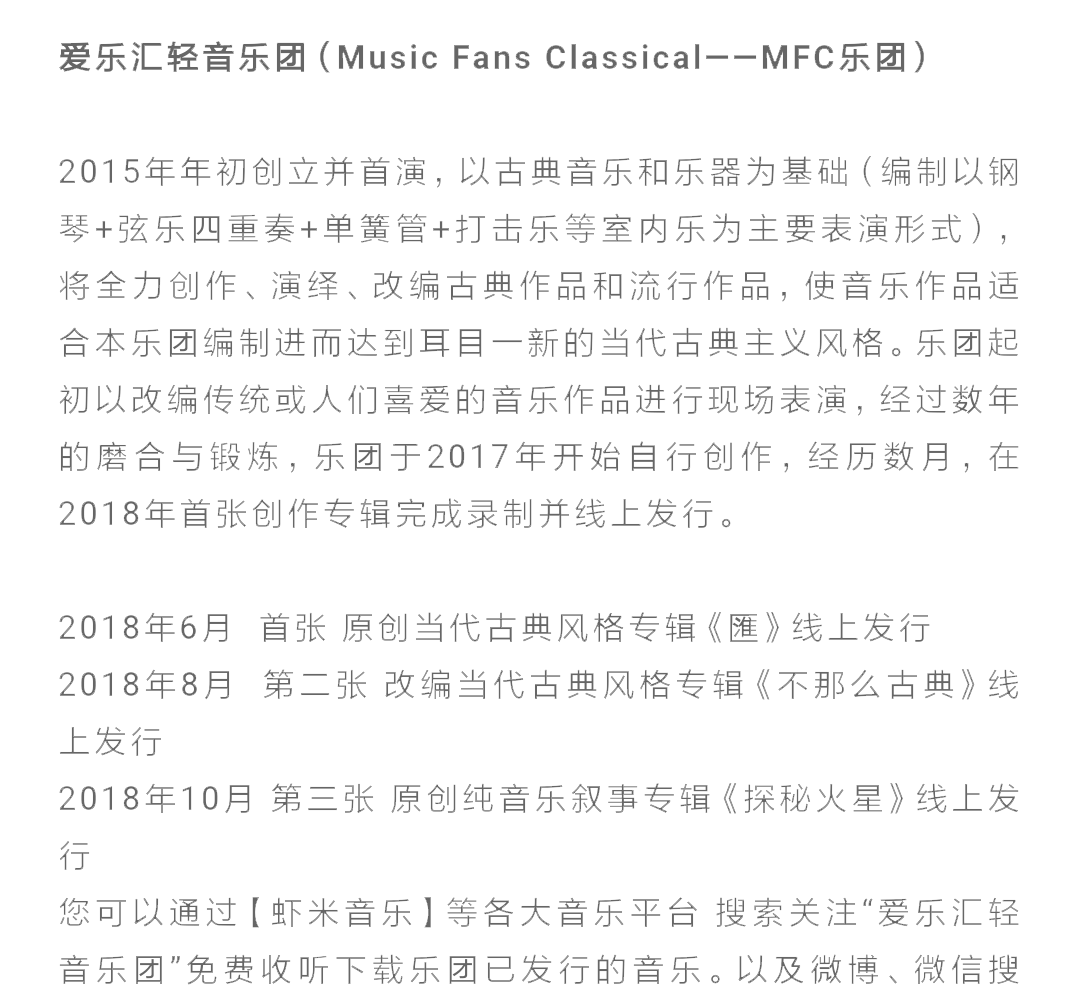 爱乐汇轻音乐团（Music Fans Classical——MFC乐团）
2015年年初创立并首演，以古典音乐和乐器为基础（编制以钢
琴+弦乐四重奏+单簧管+打击乐等室内乐为主要表演形式），
将全力创作、演绎、改编古典作品和流行作品，使音乐作品适
合本乐团编制进而达到耳目一新的当代古典主义风格。乐团起
初以改编传统或人们喜爱的音乐作品进行现场表演，经过数年
的磨合与锻炼，乐团于2017年开始自行创作，经历数月，在
2018年首张创作专辑完成录制并线上发行。
2018年6月 首张 原创当代古典风格专辑《匯》线上发行
2018年8月 第二张 改编当代古典风格专辑《不那么古典》线
上发行
2018年10月 第三张 原创纯音乐叙事专辑《探秘火星》线上发
行
您可以通过【虾米音乐】等各大音乐平台 搜索关注“爱乐汇轻
音乐团”免费收听下载乐团已发行的音乐。以及微博、微信搜